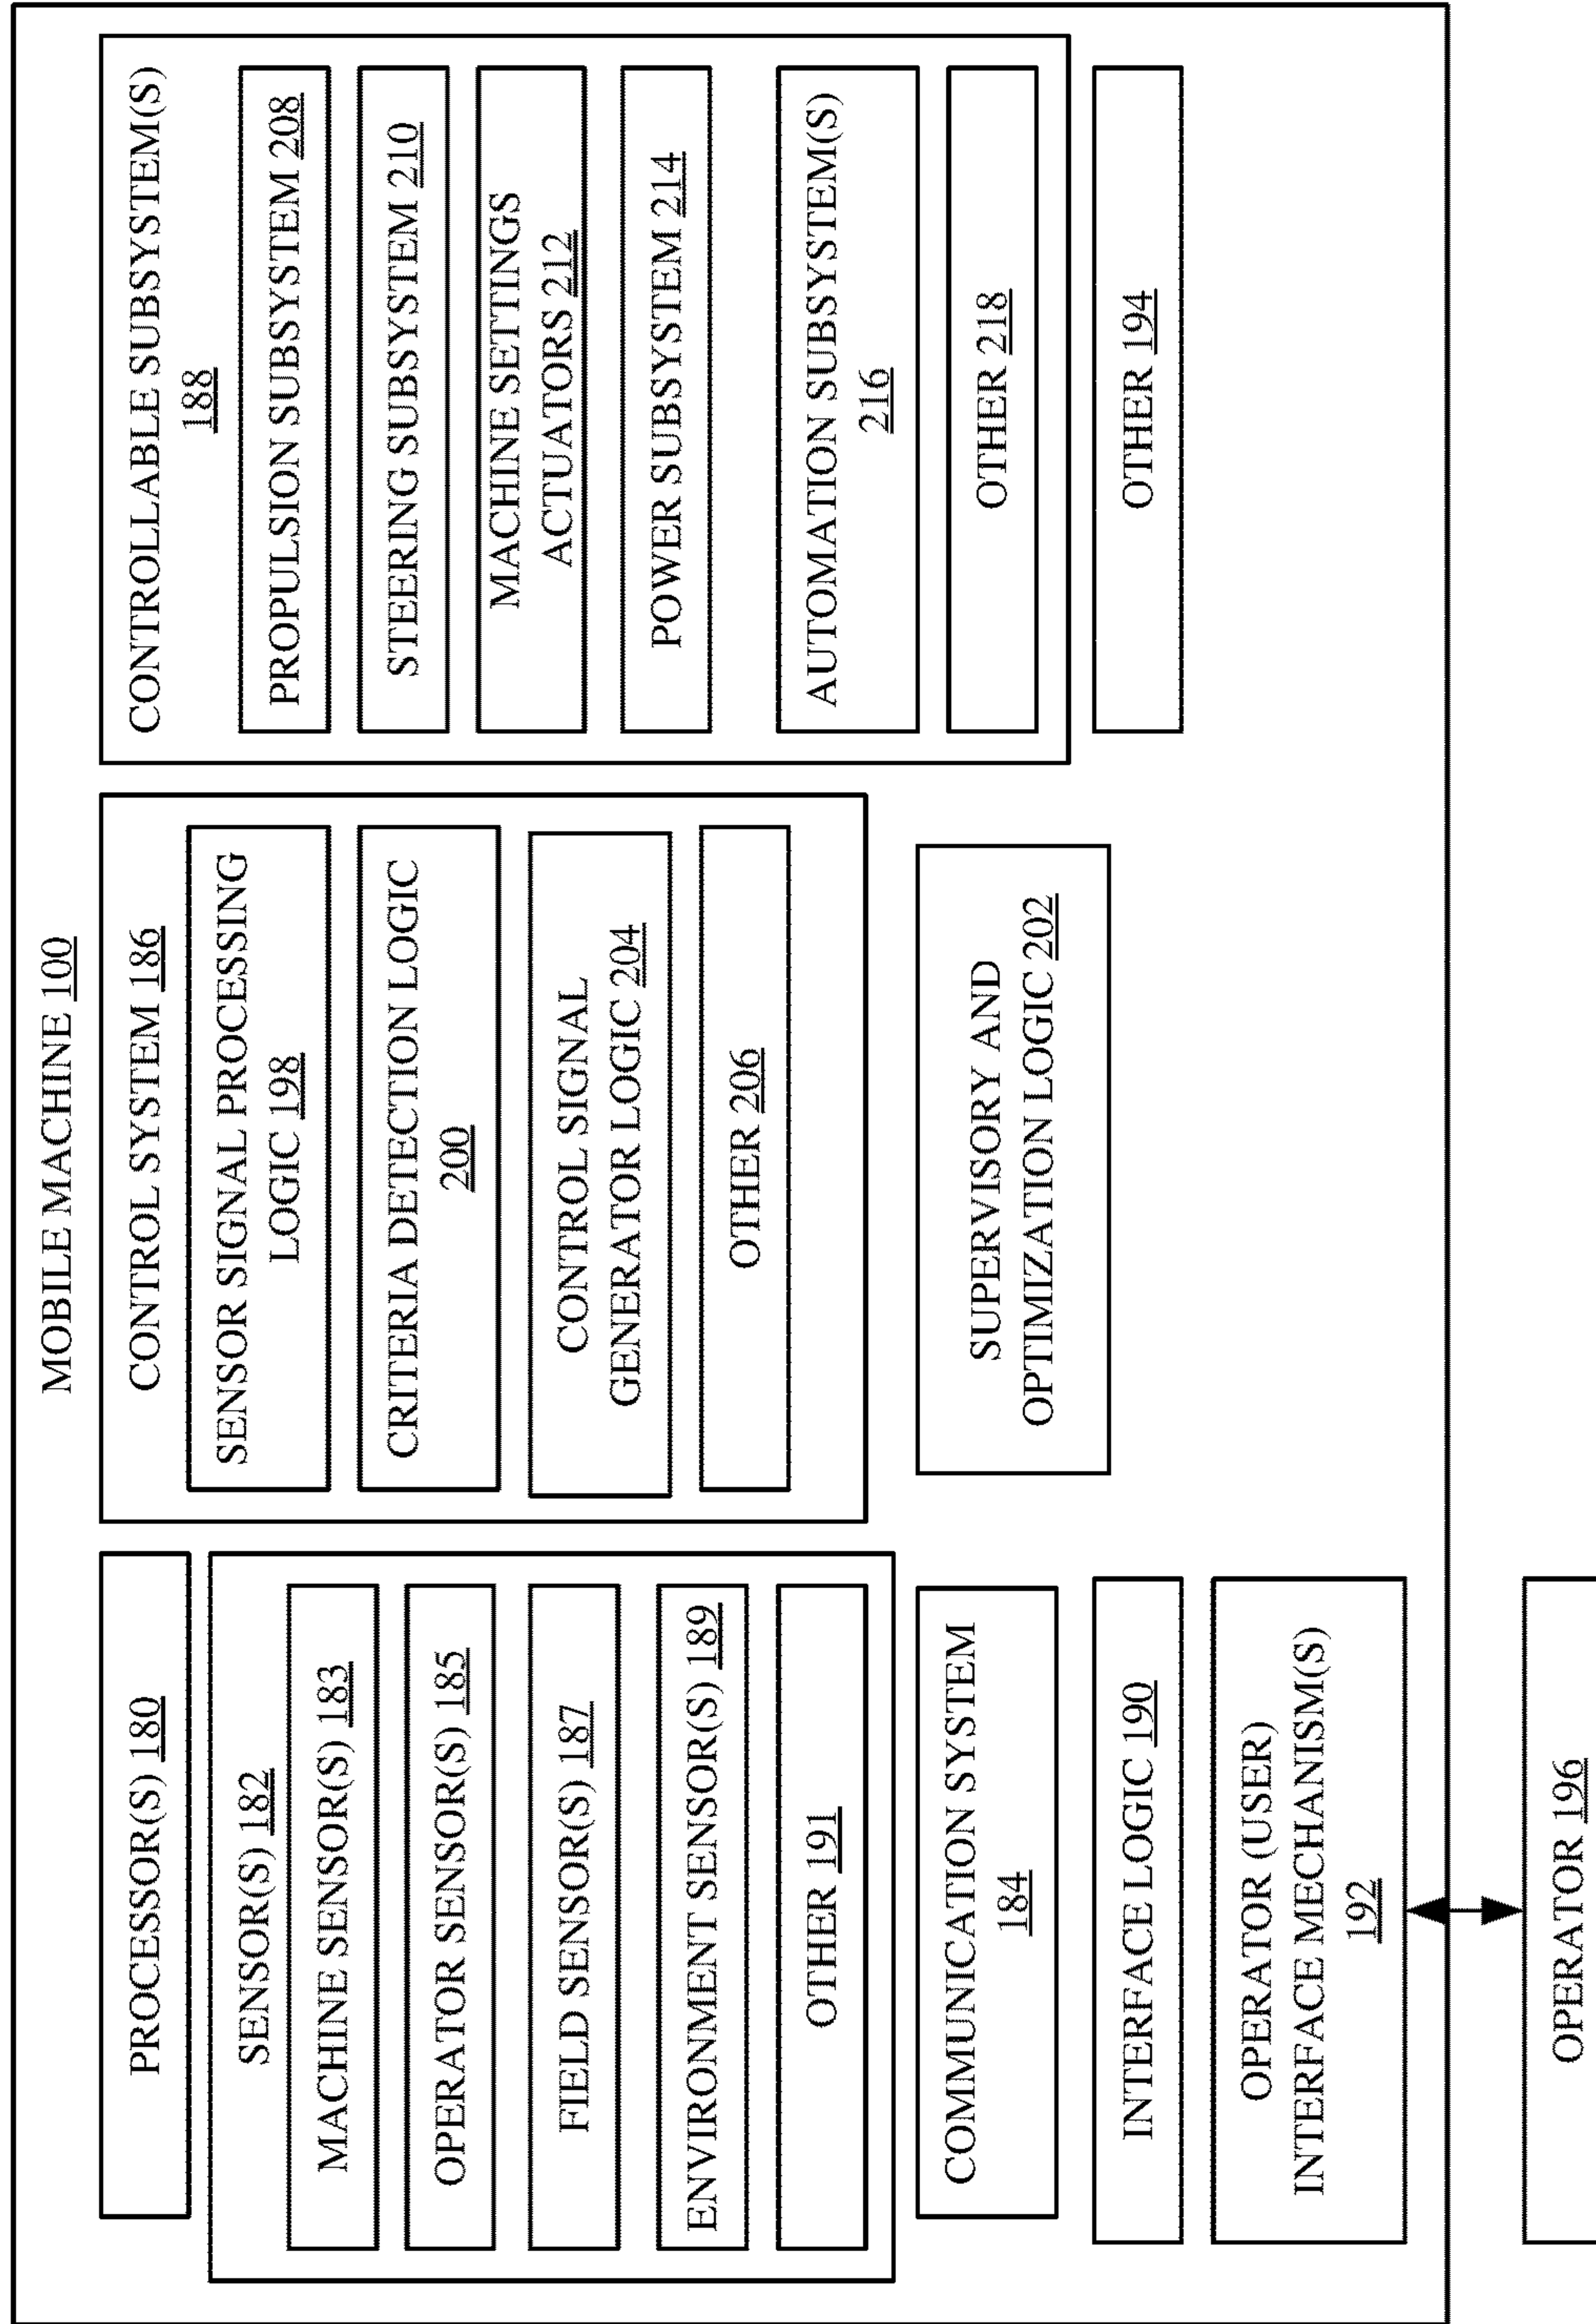 MOBILE MACHINE 100
PROCESSOR(S) 180
SENSOR(S) 182
MACHINE SENSOR(S) 183
OPERATOR SENSOR(S) 185
FIELD SENSOR(S) 187
ENVIRONMENT SENSOR(S) 189
OTHER 191
COMMUNICATION SYSTEM
184
INTERFACE LOGIC 190
OPERATOR (USER)
INTERFACE MECHANISM(S)
192
OPERATOR 196
CONTROL SYSTEM 186
SENSOR SIGNAL PROCESSING
LOGIC 198
CRITERIA DETECTION LOGIC
200
CONTROL SIGNAL
GENERATOR LOGIC 204
OTHER 206
SUPERVISORY AND
OPTIMIZATION LOGIC 202
CONTROLLABLE SUBSYSTEM(S)
188
PROPULSION SUBSYSTEM 208
STEERING SUBSYSTEM 210
MACHINE SETTINGS
ACTUATORS 212
POWER SUBSYSTEM 214
AUTOMATION SUBSYSTEM(S)
216
OTHER 218
OTHER 194